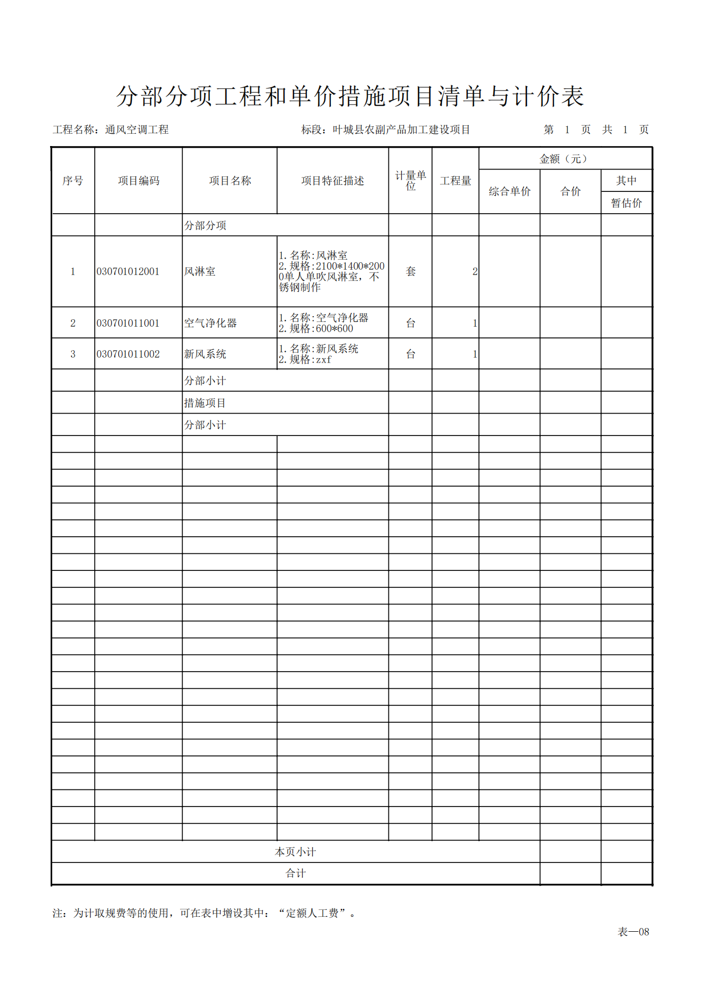 分部分项工程和单价措施项目清单与计价表
工程名称：通风空调工程 标段：叶城县农副产品加工建设项目 第 1 页 共 1 页
序号 项目编码 项目名称 项目特征描述 计量单位 工程量 金额（元）
综合单价 合价 其中
暂估价
分部分项
1 030701012001 风淋室 1.名称:风淋室
2.规格:2100*1400*200
0单人单吹风淋室，不
锈钢制作 套 2
2 030701011001 空气净化器 1.名称:空气净化器
2.规格:600*600 台 1
3 030701011002 新风系统 1.名称:新风系统
2.规格:zxf 台 1
分部小计
措施项目
分部小计
本页小计
合计
注：为计取规费等的使用，可在表中增设其中：“定额人工费”。
表—08